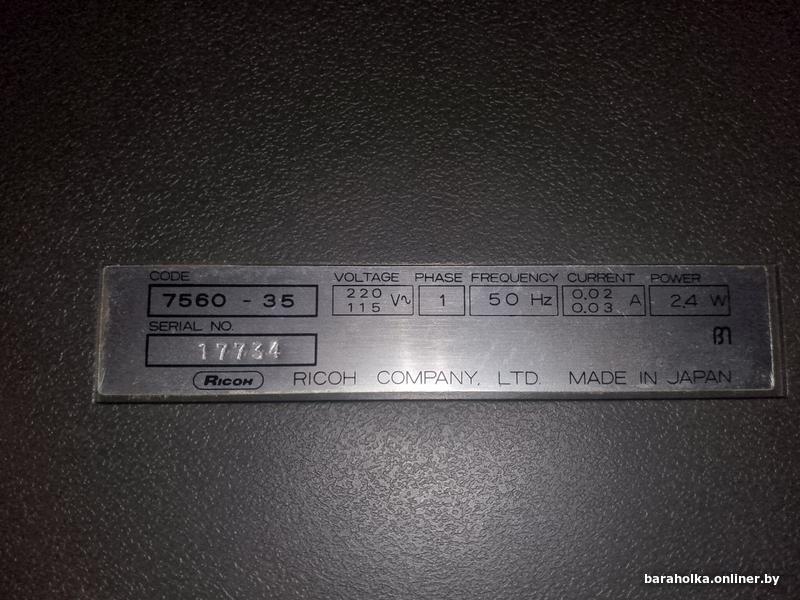 CODE VOLTAGE PHASE FREQUENCY CURRENT POWER
7560 - 35 220 115 V~ 1 50 Hz 0.02 0.03 A 2.4 W
SERIAL NO.
17734
RICOH RICOH COMPANY, LTD. MADE IN JAPAN
baraholka.onliner.by